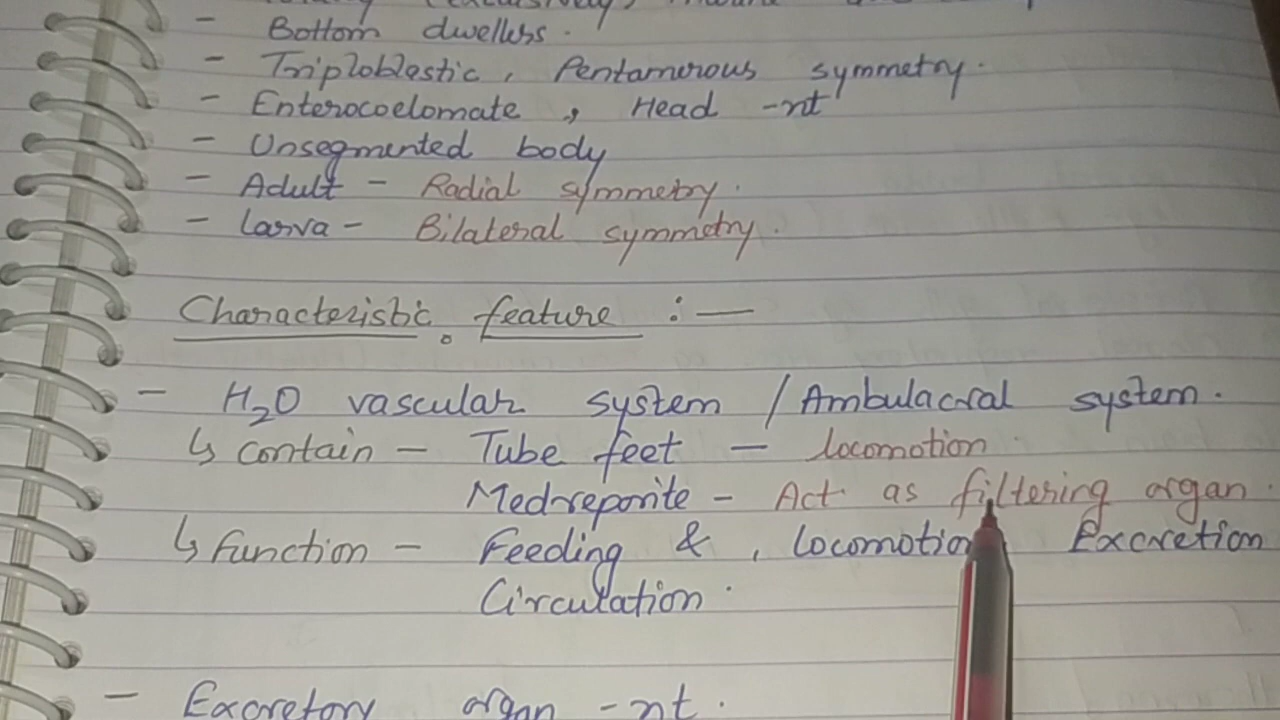 (exclusively)
- Bottom dwellers.
- Triploblastic, Pentamerous symmetry.
- Enterocoelomate, Head -nt
- Unsegmented body
- Adult - Radial symmetry.
- Larva - Bilateral symmetry.
Characteristic feature :-
- H₂O vascular system / Ambulacral system.
↳ contain - Tube feet - locomotion
Medreporite - Act as filtering organ.
↳ Function - Feeding & , locomotion Excretion
Circulation.
- Excretory organ -nt.